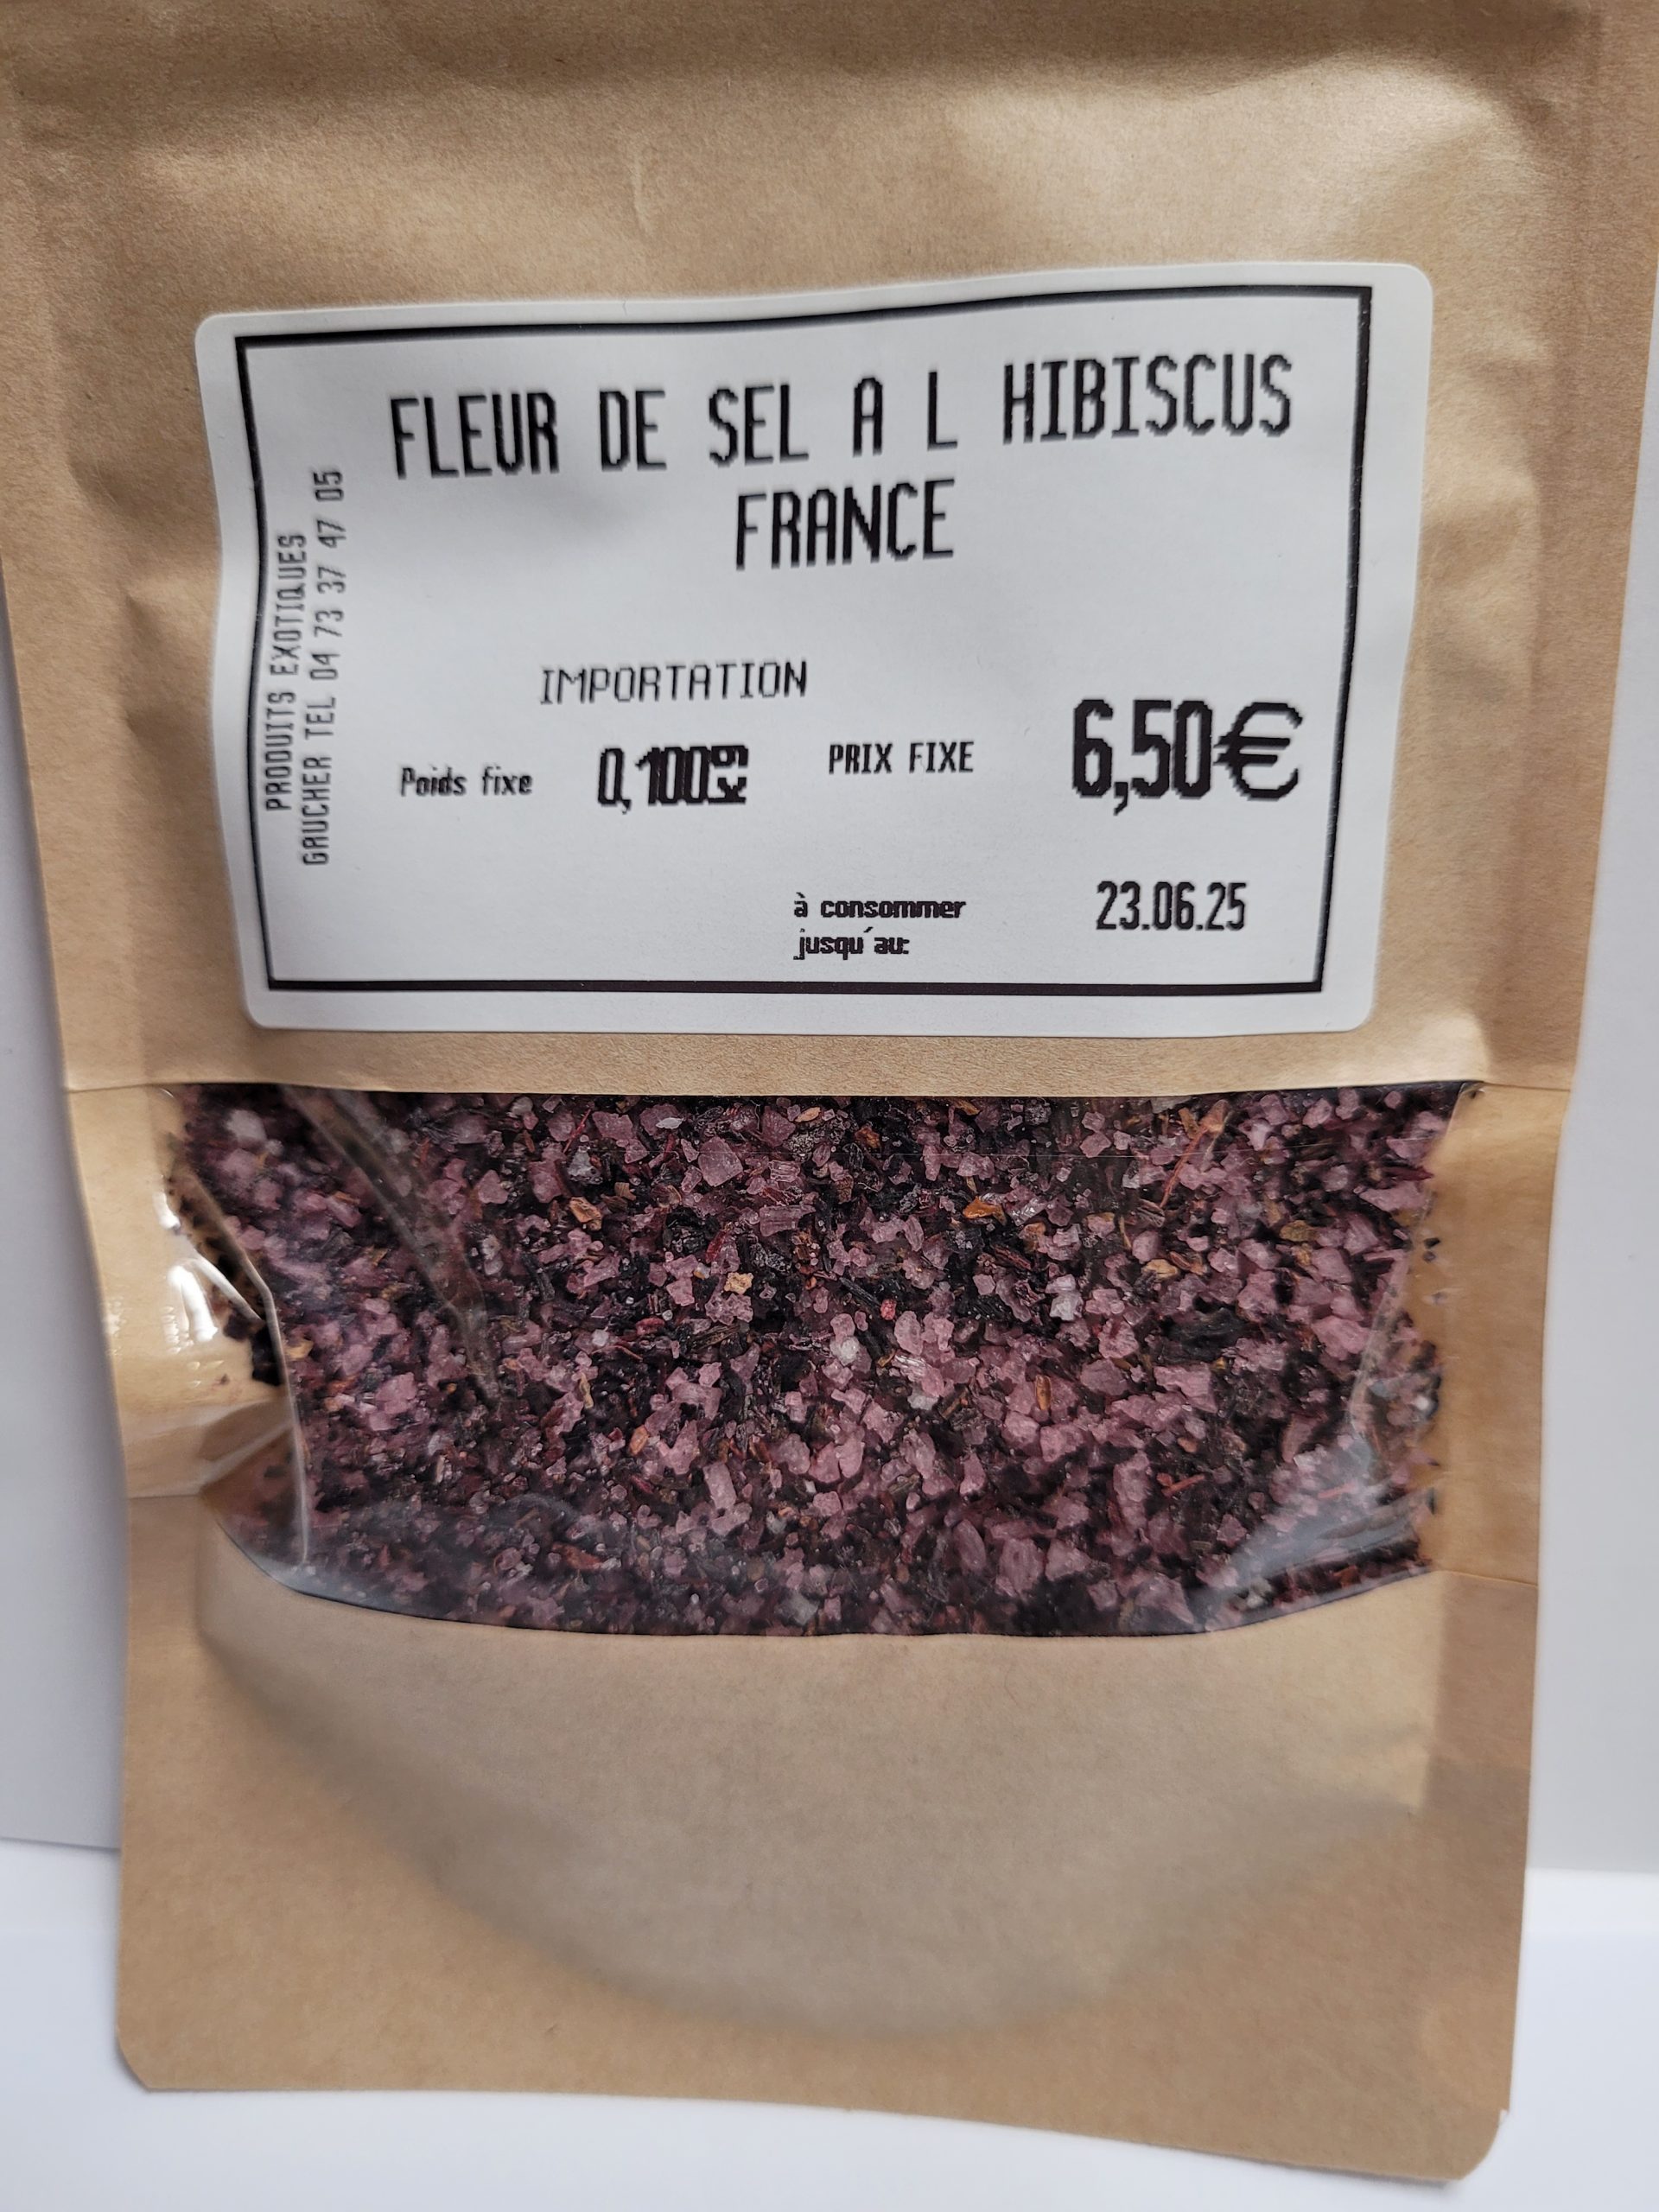 FLEUR DE SEL A L HIBISCUS
FRANCE
PRODUITS EXOTIQUES
GAUCHER TEL 04 73 37 47 05
IMPORTATION
Poids fixe 0,100kg PRIX FIXE 6,50€
à consommer 23.06.25
jusqu'au: